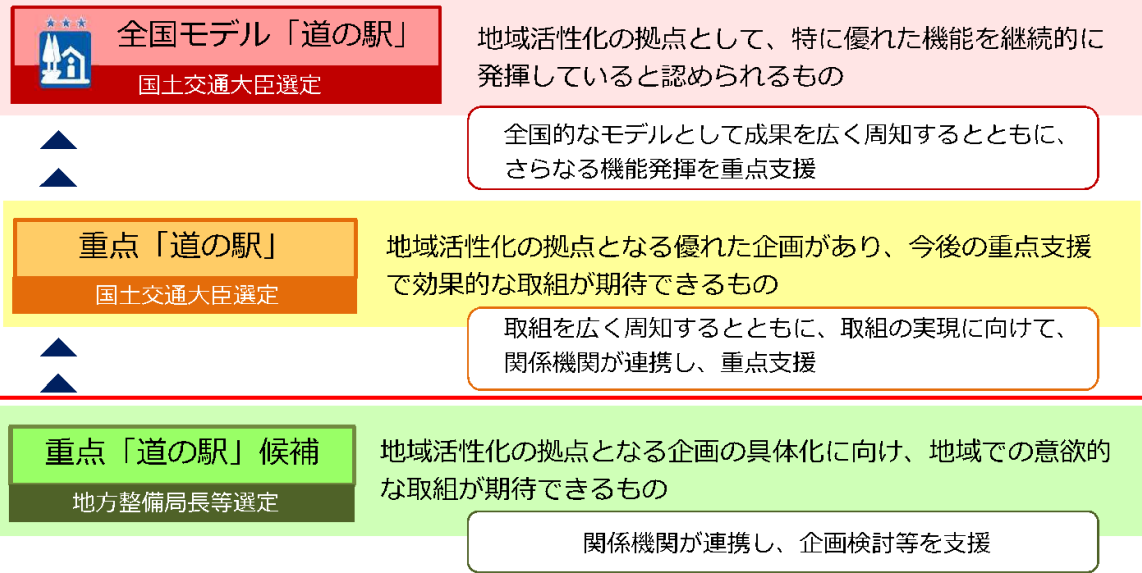 全国モデル「道の駅」
国土交通大臣選定
地域活性化の拠点として、特に優れた機能を継続的に
発揮していると認められるもの
全国的なモデルとして成果を広く周知するとともに、
さらなる機能発揮を重点支援
重点「道の駅」
国土交通大臣選定
地域活性化の拠点となる優れた企画があり、今後の重点支援
で効果的な取組が期待できるもの
取組を広く周知するとともに、取組の実現に向けて、
関係機関が連携し、重点支援
重点「道の駅」候補
地方整備局長等選定
地域活性化の拠点となる企画の具体化に向け、地域での意欲的
な取組が期待できるもの
関係機関が連携し、企画検討等を支援